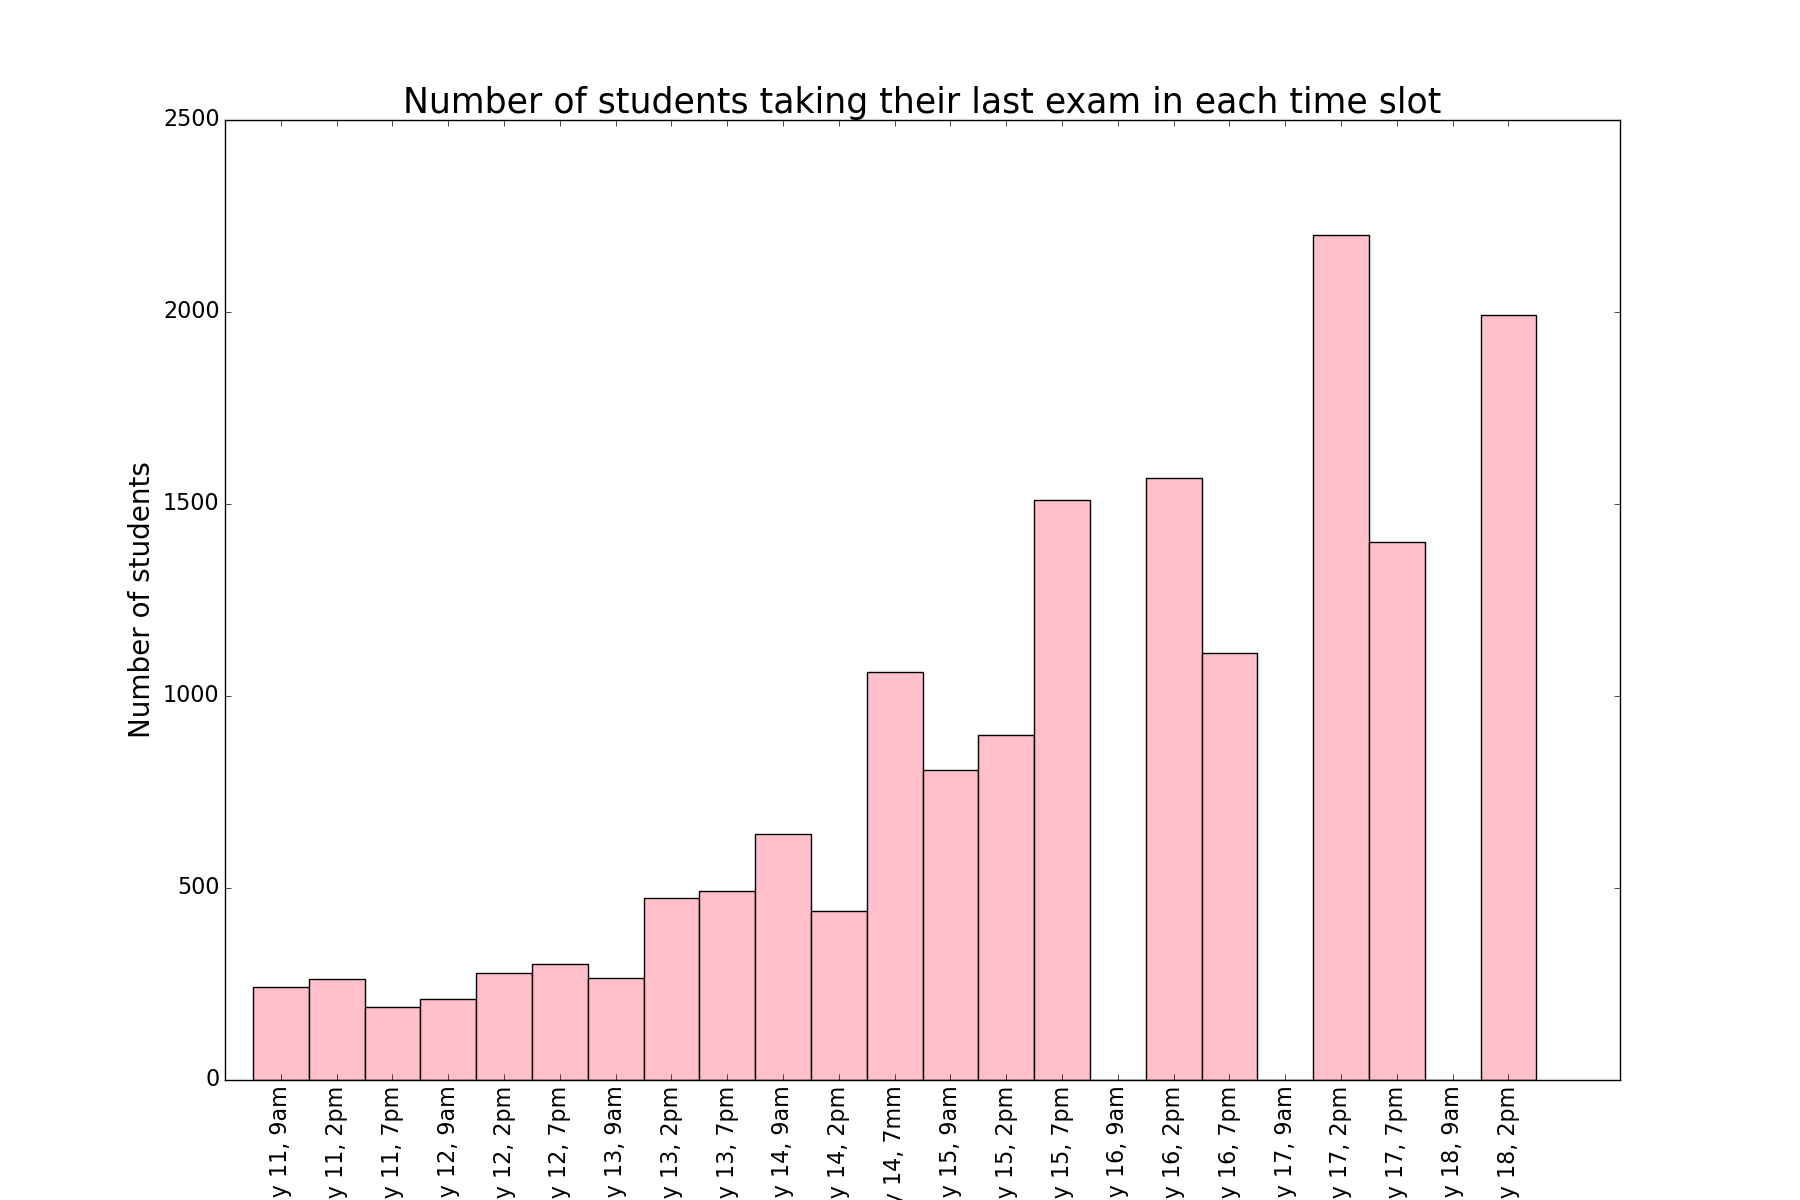 Number of students taking their last exam in each time slot
Number of students
2500
2000
1500
1000
500
0
y 11, 9am
y 11, 2pm
y 11, 7pm
y 12, 9am
y 12, 2pm
y 12, 7pm
y 13, 9am
y 13, 2pm
y 13, 7pm
y 14, 9am
y 14, 2pm
y 14, 7mm
y 15, 9am
y 15, 2pm
y 15, 7pm
y 16, 9am
y 16, 2pm
y 16, 7pm
y 17, 9am
y 17, 2pm
y 17, 7pm
y 18, 9am
y 18, 2pm